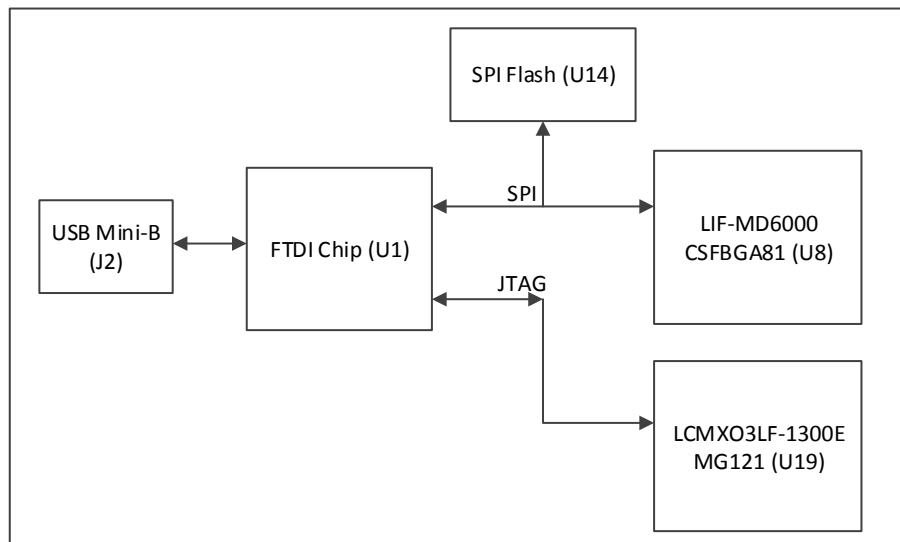 SPI Flash (U14)
USB Mini-B
(J2)
FTDI Chip (U1)
SPI
LIF-MD6000
CSFBGA81 (U8)
JTAG
LCMXO3LF-1300E
MG121 (U19)